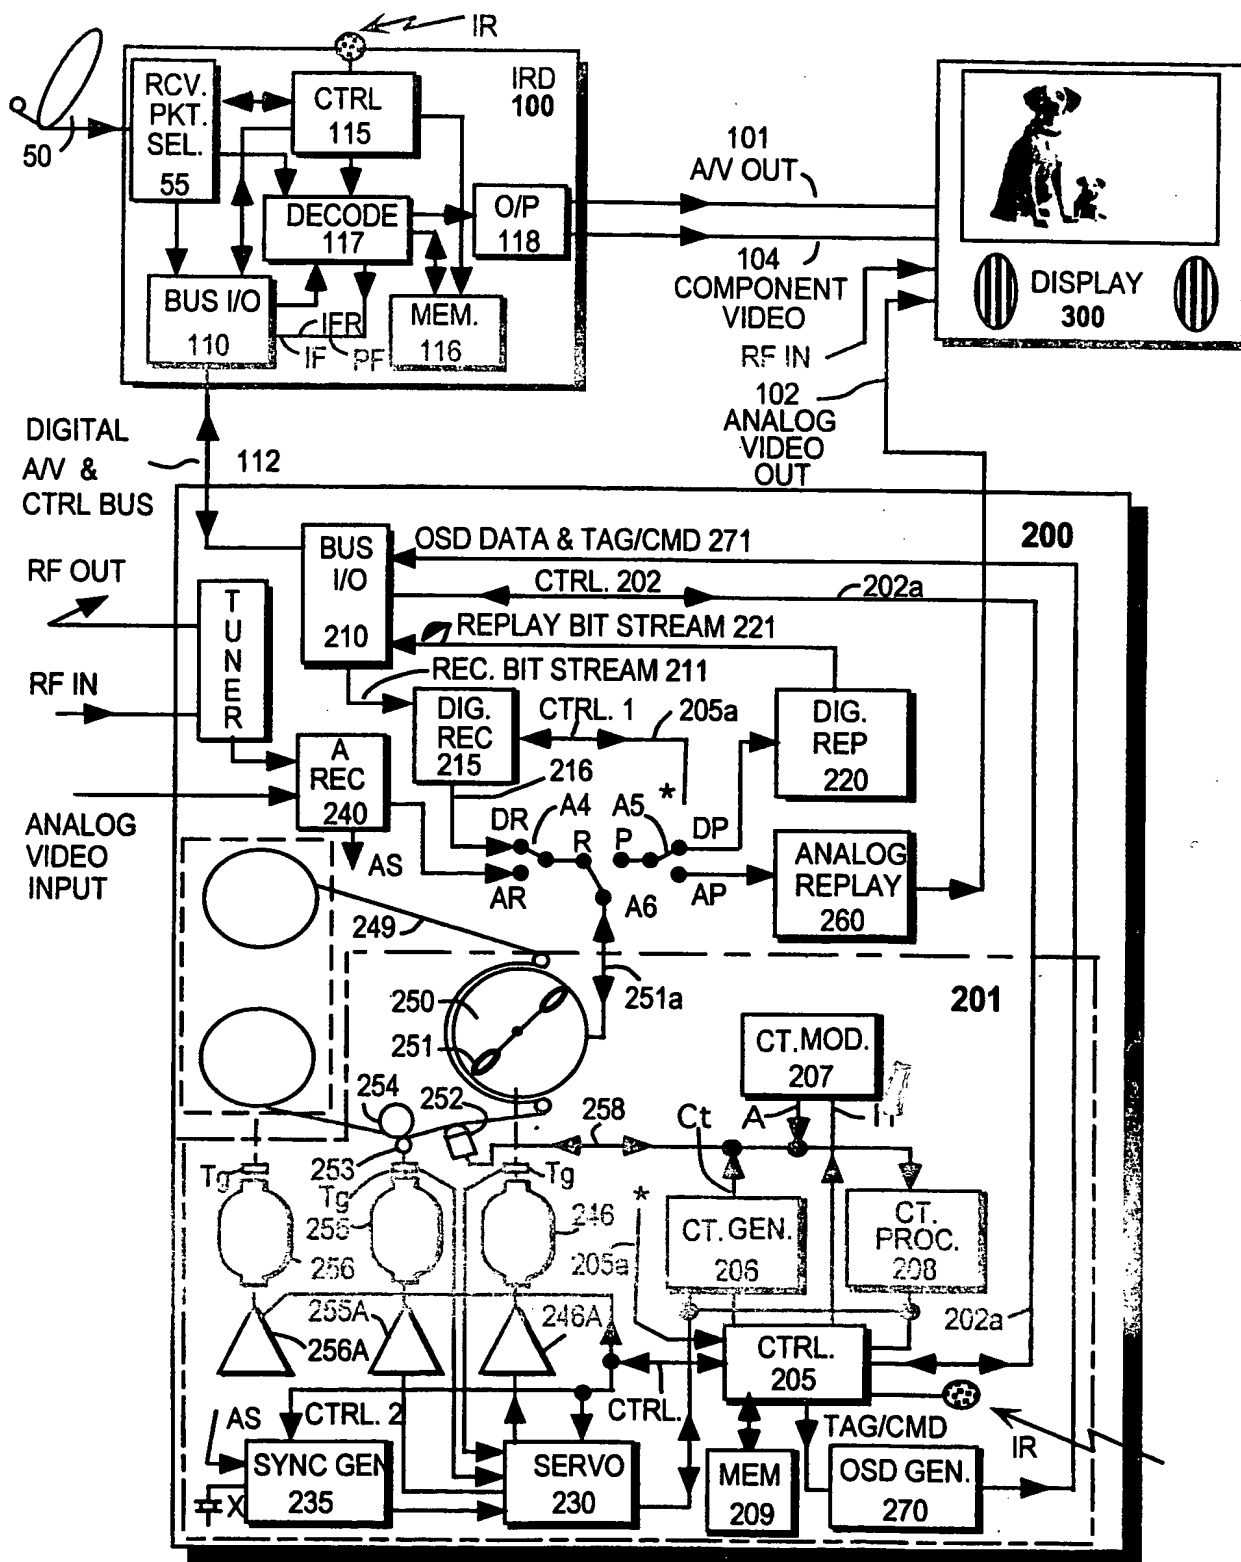 IR
RCV.
PKT.
SEL.
55
CTRL
115
IRD
100
50
DECODE
117
O/P
118
BUS I/O
110
IFR
IF
PF
MEM.
116
101
A/V OUT
104
COMPONENT
VIDEO
RF IN
102
ANALOG
VIDEO
OUT
DISPLAY
300
DIGITAL
A/V &
CTRL BUS
112
200
BUS
I/O
210
OSD DATA & TAG/CMD 271
CTRL. 202
202a
REPLAY BIT STREAM 221
REC. BIT STREAM 211
RF OUT
TUNER
RF IN
DIG.
REC
215
CTRL. 1
205a
*
DIG.
REP
220
A
REC
240
216
DR
A4
R
P
A5
DP
AR
A6
AP
AS
ANALOG
VIDEO
INPUT
ANALOG
REPLAY
260
249
250
251
251a
201
CT.MOD.
207
254
252
258
Ct
A
253
Tg
Tg
Tg
*
205a
CT. GEN.
206
CT.
PROC.
208
256
255
246
255A
256A
246A
202a
CTRL.
205
CTRL.
AS
CTRL. 2
SYNC GEN
235
X
SERVO
230
MEM
209
TAG/CMD
OSD GEN.
270
IR